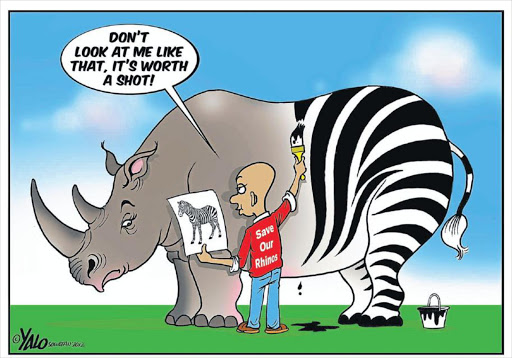 DON'T
LOOK AT ME LIKE
THAT, IT'S WORTH
A SHOT!
Save
Our
Rhinos
©YALO